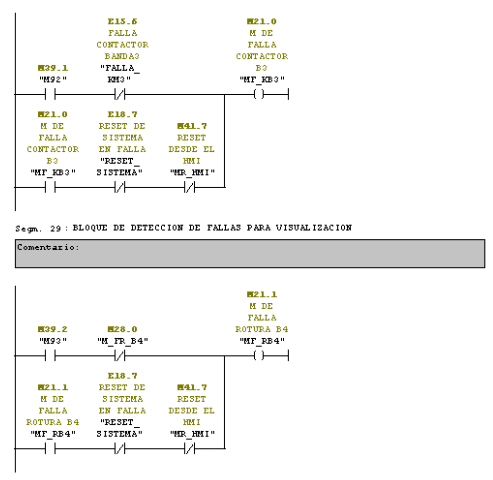 E15.6
FALLA
CONTACTOR
BANDA3
M39.1 "FALLA_
"M92" KM3"
M21.0
M DE
FALLA
CONTACTOR
B3
"MF_KB3"
M21.0
M DE
FALLA
CONTACTOR
B3
"MF_KB3"
E18.7
RESET DE
SISTEMA
EN FALLA
"RESET_
SISTEMA"
M41.7
RESET
DESDE EL
HMI
"MR_HMI"
Segm. 29 : BLOQUE DE DETECCION DE FALLAS PARA VISUALIZACION
Comentario:
M39.2
"M93"
M28.0
"M_FR_B4"
M21.1
M DE
FALLA
ROTURA B4
"MF_RB4"
M21.1
M DE
FALLA
ROTURA B4
"MF_RB4"
E18.7
RESET DE
SISTEMA
EN FALLA
"RESET_
SISTEMA"
M41.7
RESET
DESDE EL
HMI
"MR_HMI"